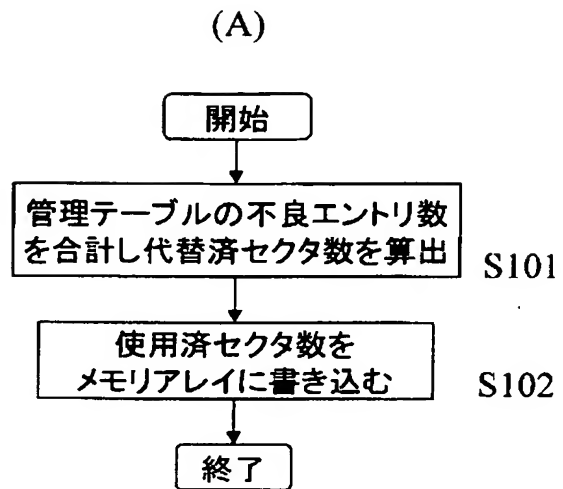 (A)
開始
管理テーブルの不良エントリ数
を合計し代替済セクタ数を算出
S101
使用済セクタ数を
メモリアレイに書き込む
S102
終了